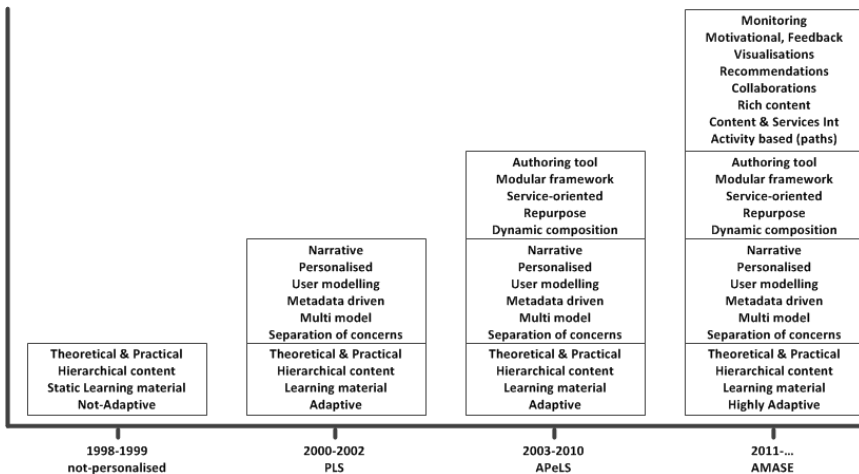 Theoretical & Practical
Hierarchical content
Static Learning material
Not-Adaptive
1998-1999
not-personalised
Narrative
Personalised
User modelling
Metadata driven
Multi model
Separation of concerns
Theoretical & Practical
Hierarchical content
Learning material
Adaptive
2000-2002
PLS
Authoring tool
Modular framework
Service-oriented
Repurpose
Dynamic composition
Narrative
Personalised
User modelling
Metadata driven
Multi model
Separation of concerns
Theoretical & Practical
Hierarchical content
Learning material
Adaptive
2003-2010
APeLS
Monitoring
Motivational, Feedback
Visualisations
Recommendations
Collaborations
Rich content
Content & Services Int
Activity based (paths)
Authoring tool
Modular framework
Service-oriented
Repurpose
Dynamic composition
Narrative
Personalised
User modelling
Metadata driven
Multi model
Separation of concerns
Theoretical & Practical
Hierarchical content
Learning material
Highly Adaptive
2011-...
AMASE